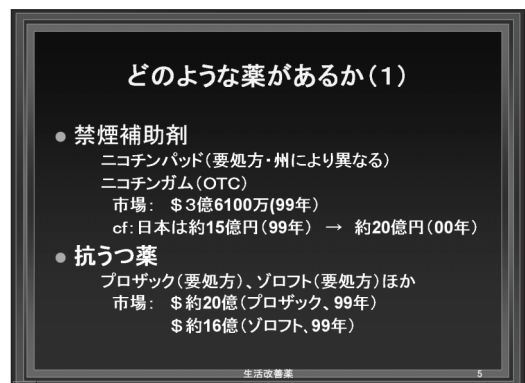 どのような薬があるか(1)
● 禁煙補助剤
ニコチンパッド(要処方・州により異なる)
ニコチンガム(OTC)
市場: $3億6100万(99年)
cf:日本は約15億円(99年) → 約20億円(00年)
● 抗うつ薬
プロザック(要処方)、ゾロフト(要処方)ほか
市場: $約20億(プロザック、99年)
$約16億(ゾロフト、99年)
生活改善薬
5